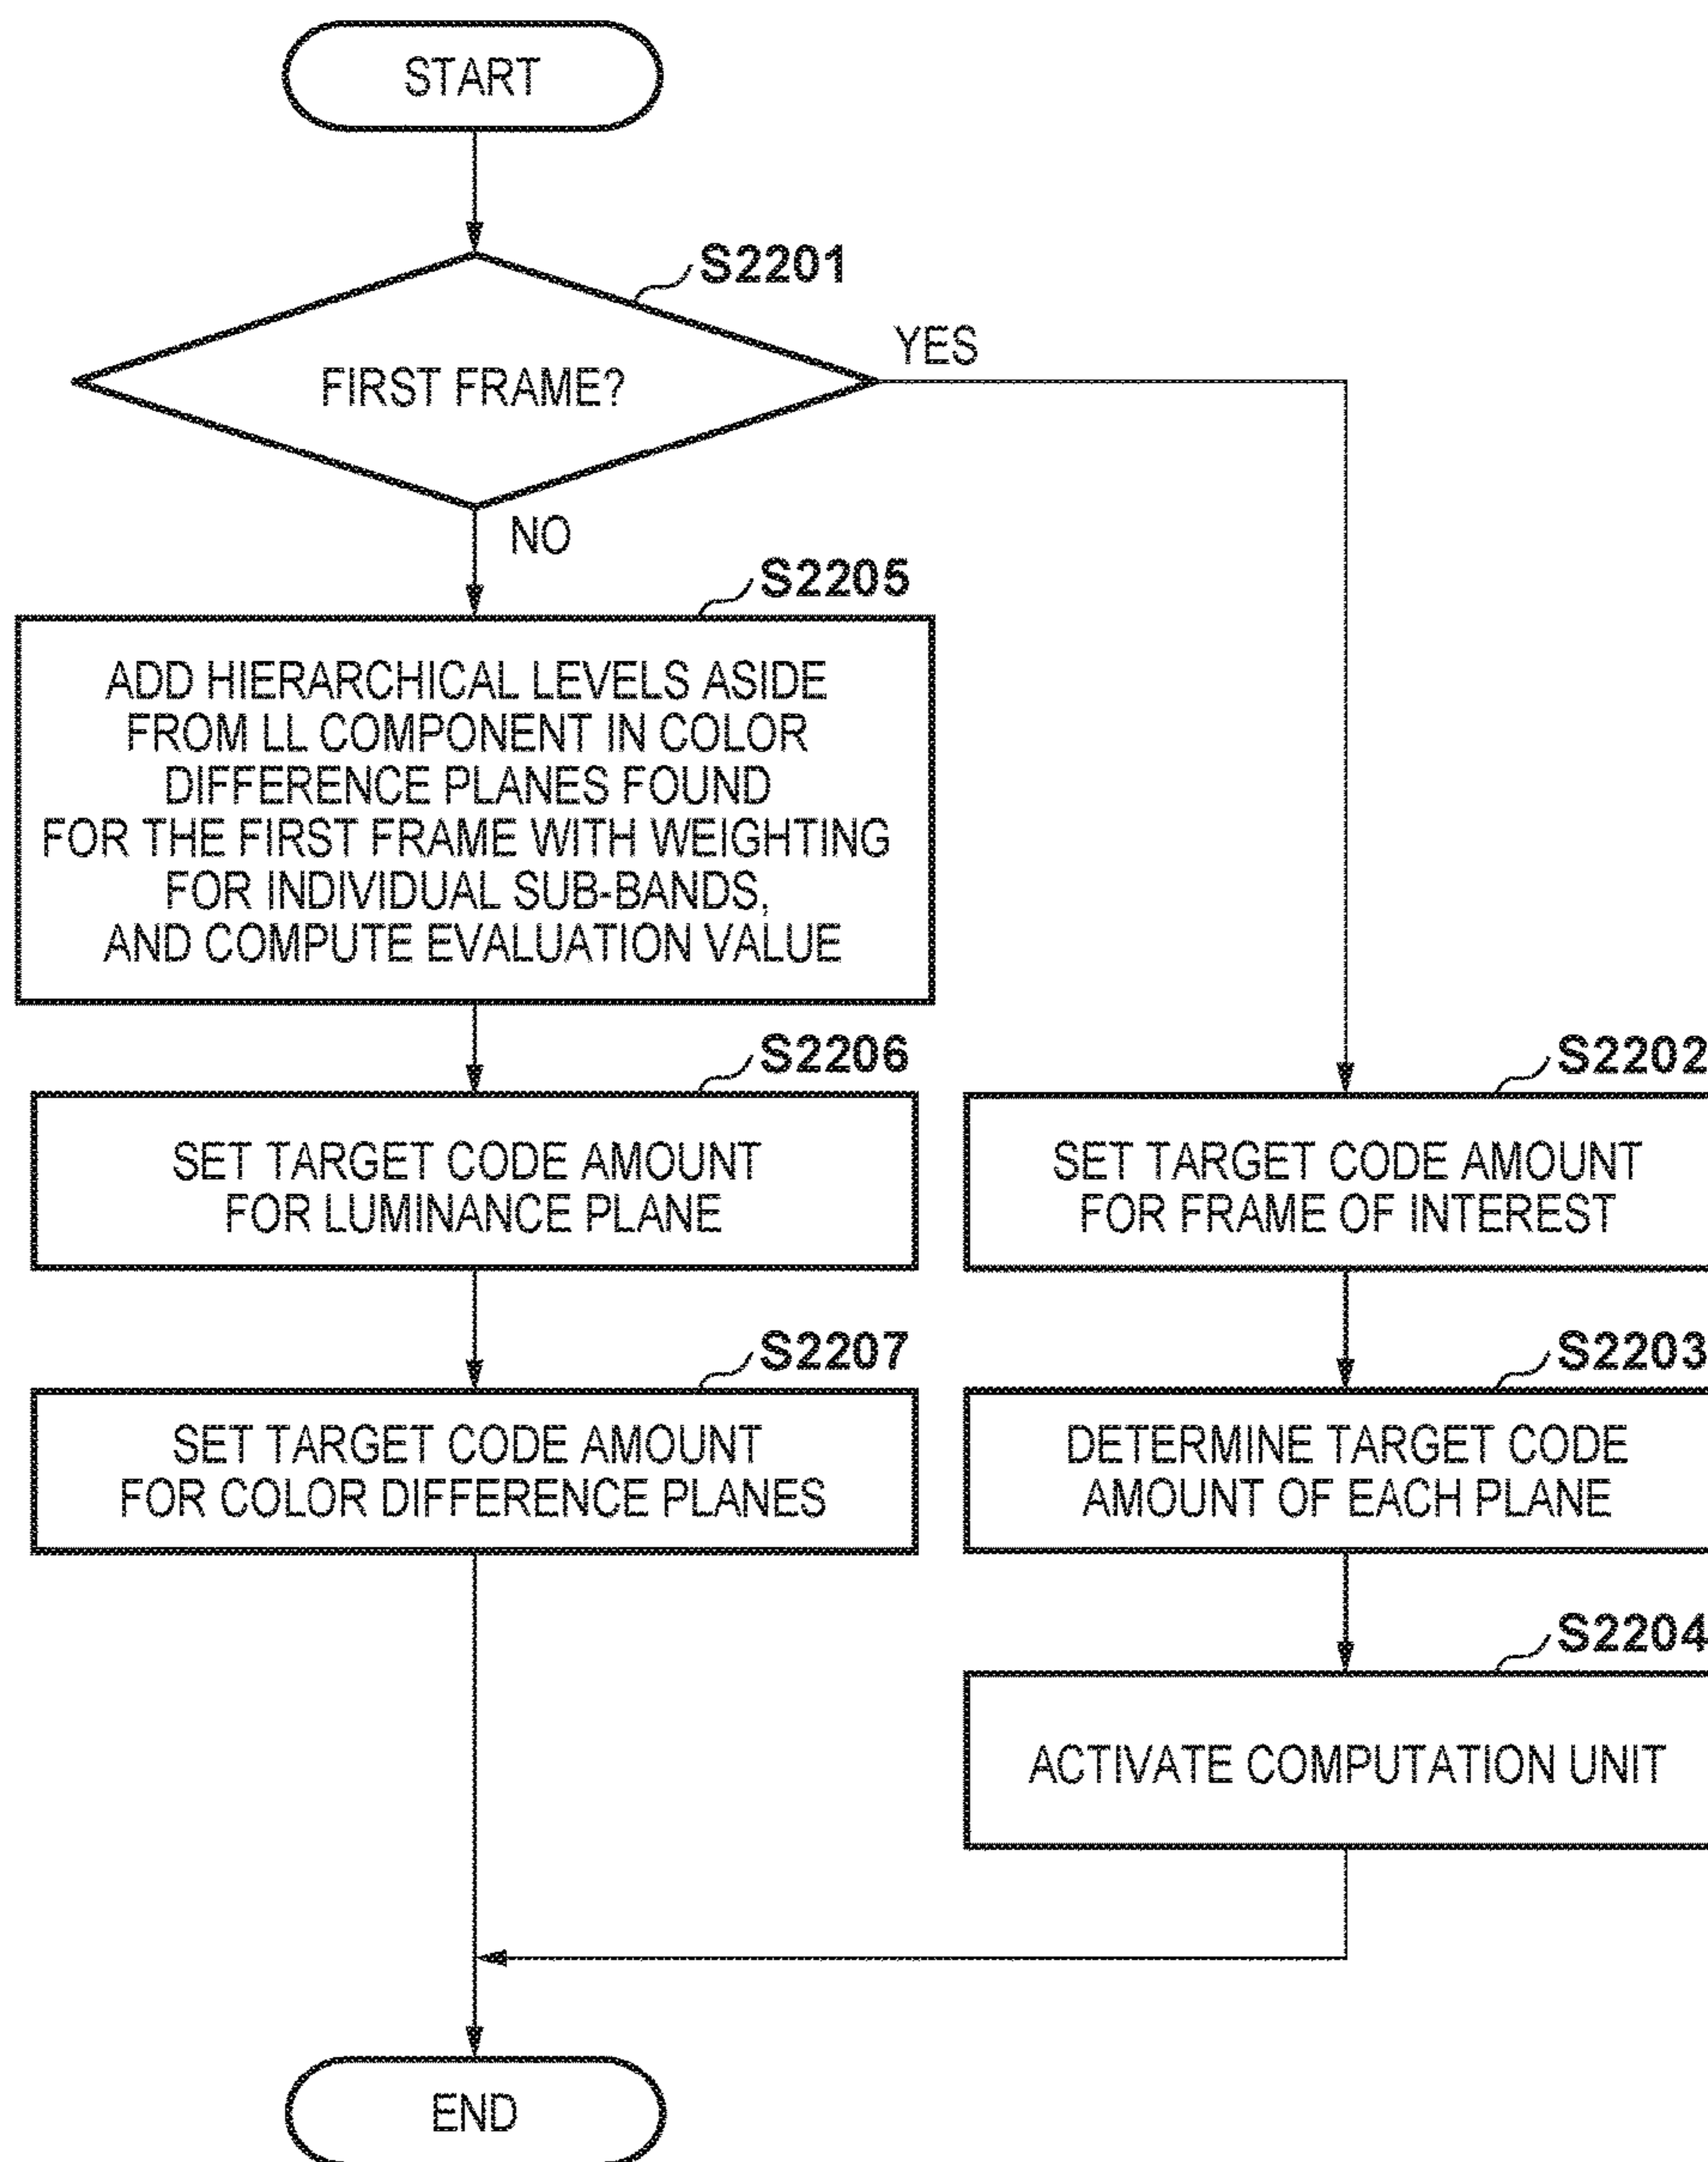 START
S2201
FIRST FRAME?
YES
NO
S2205
ADD HIERARCHICAL LEVELS ASIDE
FROM LL COMPONENT IN COLOR
DIFFERENCE PLANES FOUND
FOR THE FIRST FRAME WITH WEIGHTING
FOR INDIVIDUAL SUB-BANDS,
AND COMPUTE EVALUATION VALUE
S2206
SET TARGET CODE AMOUNT
FOR LUMINANCE PLANE
S2207
SET TARGET CODE AMOUNT
FOR COLOR DIFFERENCE PLANES
S2202
SET TARGET CODE AMOUNT
FOR FRAME OF INTEREST
S2203
DETERMINE TARGET CODE
AMOUNT OF EACH PLANE
S2204
ACTIVATE COMPUTATION UNIT
END